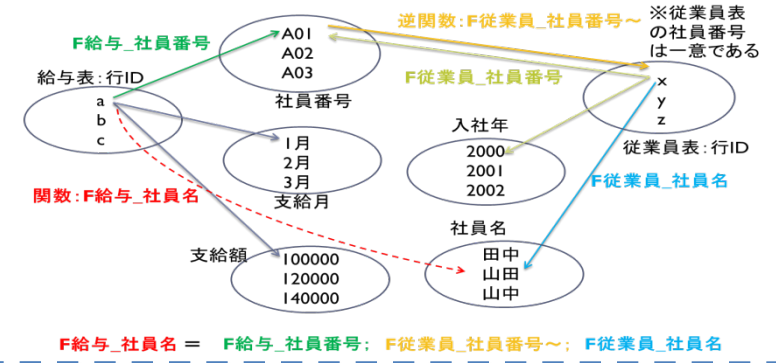 逆関数:F従業員_社員番号~
※従業員表
の社員番号
は一意である
F給与_社員番号
A01
A02
A03
F従業員_社員番号
給与表:行ID
社員番号
a
b
c
x
y
z
入社年
1月
2月
3月
2000
2001
2002
従業員表:行ID
関数:F給与_社員名
支給月
F従業員_社員名
社員名
支給額
100000
120000
140000
田中
山田
山中
F給与_社員名 = F給与_社員番号; F従業員_社員番号~; F従業員_社員名